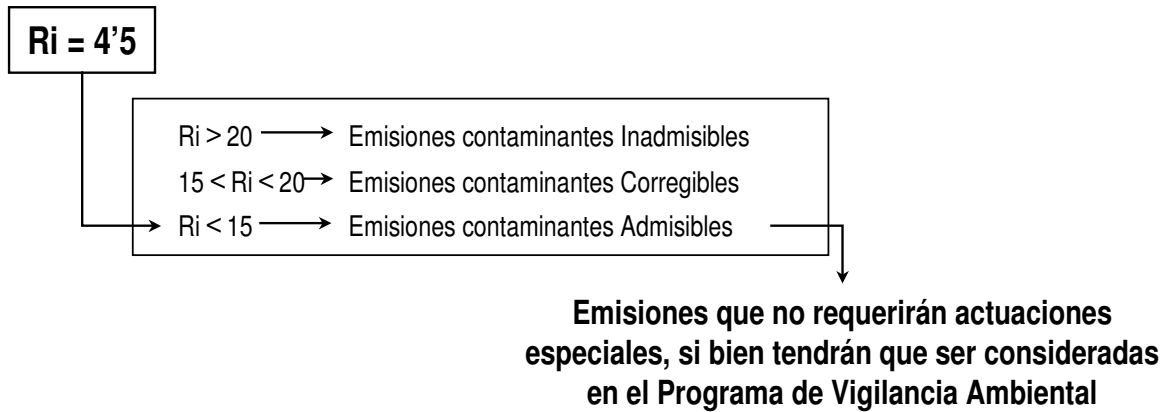 Ri = 4’5
Ri > 20 Emisiones contaminantes Inadmisibles
15 < Ri < 20 Emisiones contaminantes Corregibles
Ri < 15 Emisiones contaminantes Admisibles
Emisiones que no requerirán actuaciones
especiales, si bien tendrán que ser consideradas
en el Programa de Vigilancia Ambiental